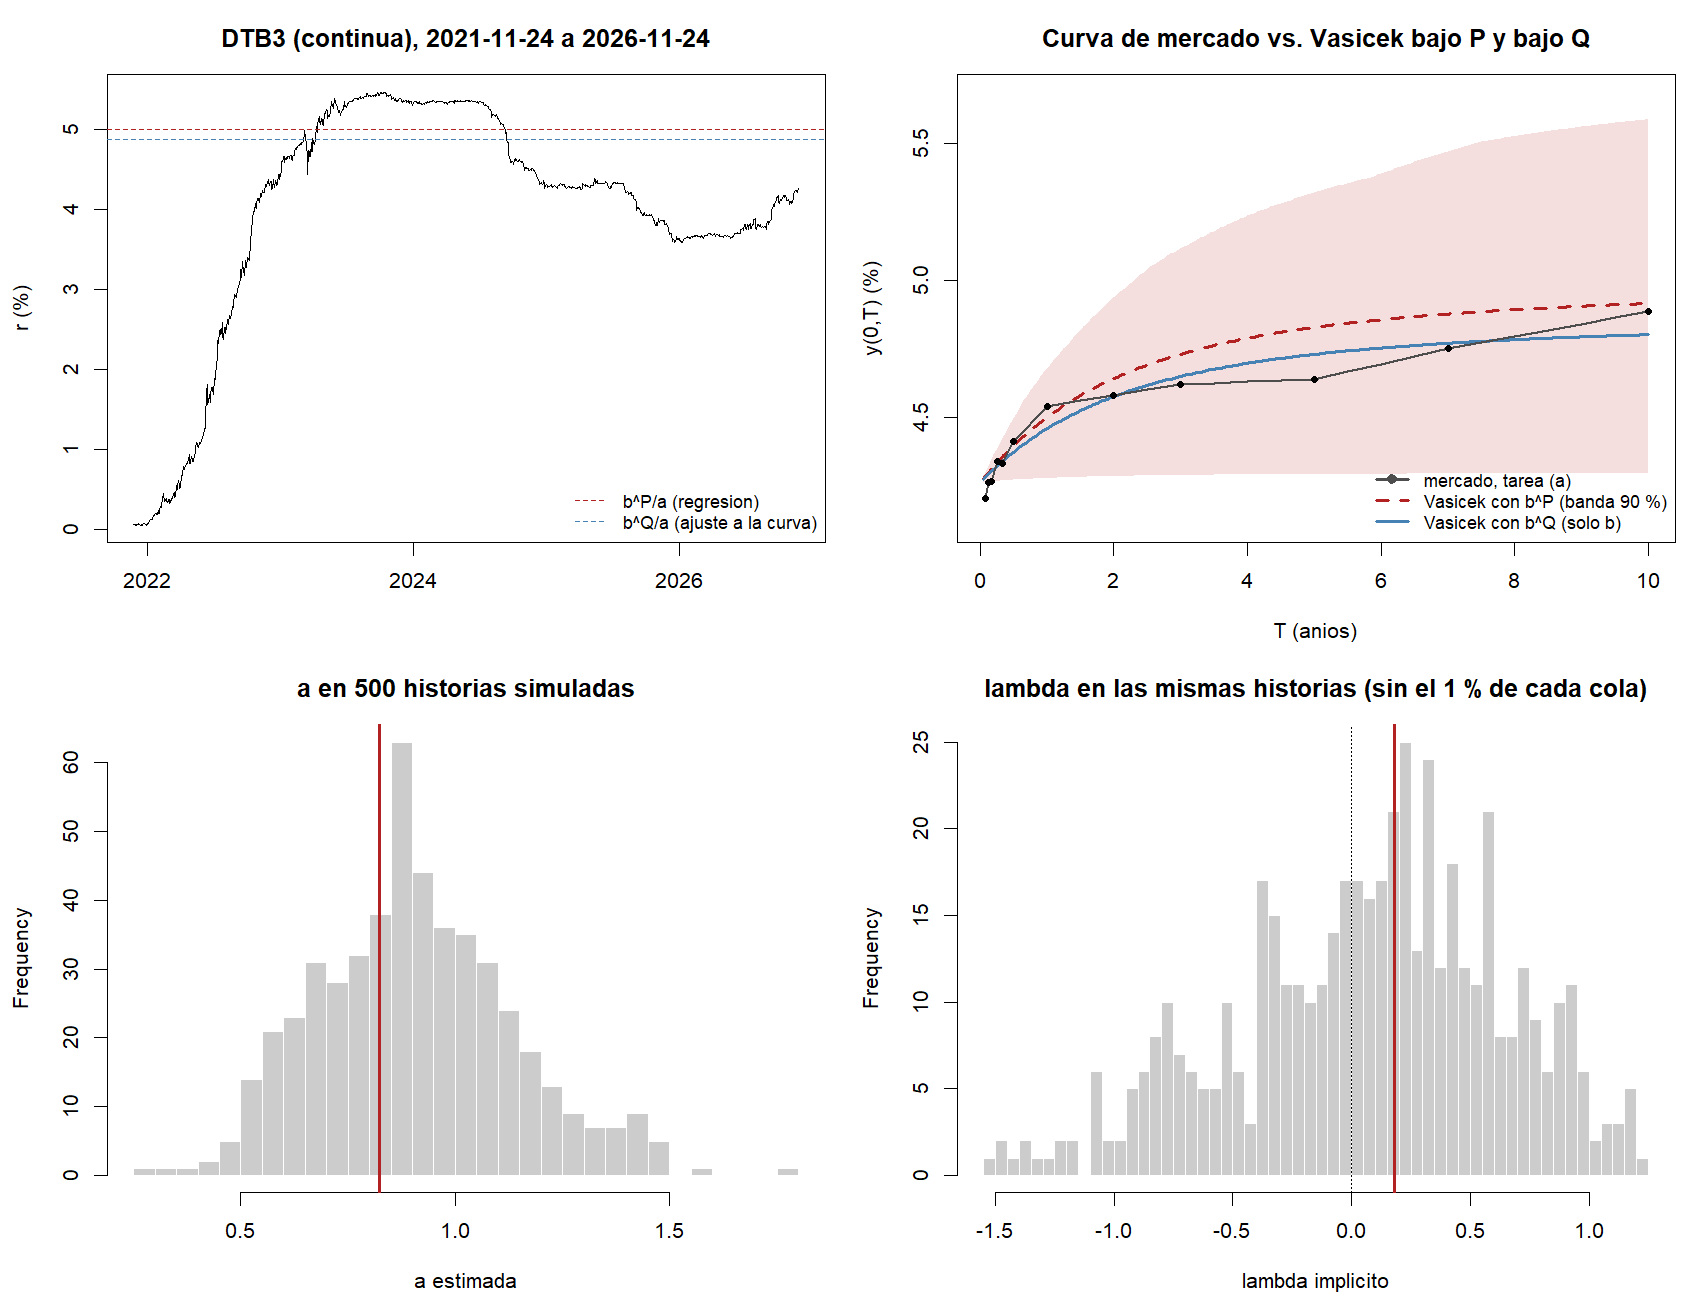 DTB3 (continua), 2021-11-24 a 2026-11-24
r (%)
5
4
3
2
1
0
b^P/a (regresion)
b^Q/a (ajuste a la curva)
2022
2024
2026
Curva de mercado vs. Vasicek bajo P y bajo Q
y(0,T) (%)
5.5
5.0
4.5
mercado, tarea (a)
Vasicek con b^P (banda 90 %)
Vasicek con b^Q (solo b)
0
2
4
6
8
10
T (anios)
a en 500 historias simuladas
Frequency
60
50
40
30
20
10
0
0.5
1.0
1.5
a estimada
lambda en las mismas historias (sin el 1 % de cada cola)
Frequency
25
20
15
10
5
0
-1.5
-1.0
-0.5
0.0
0.5
1.0
lambda implicito